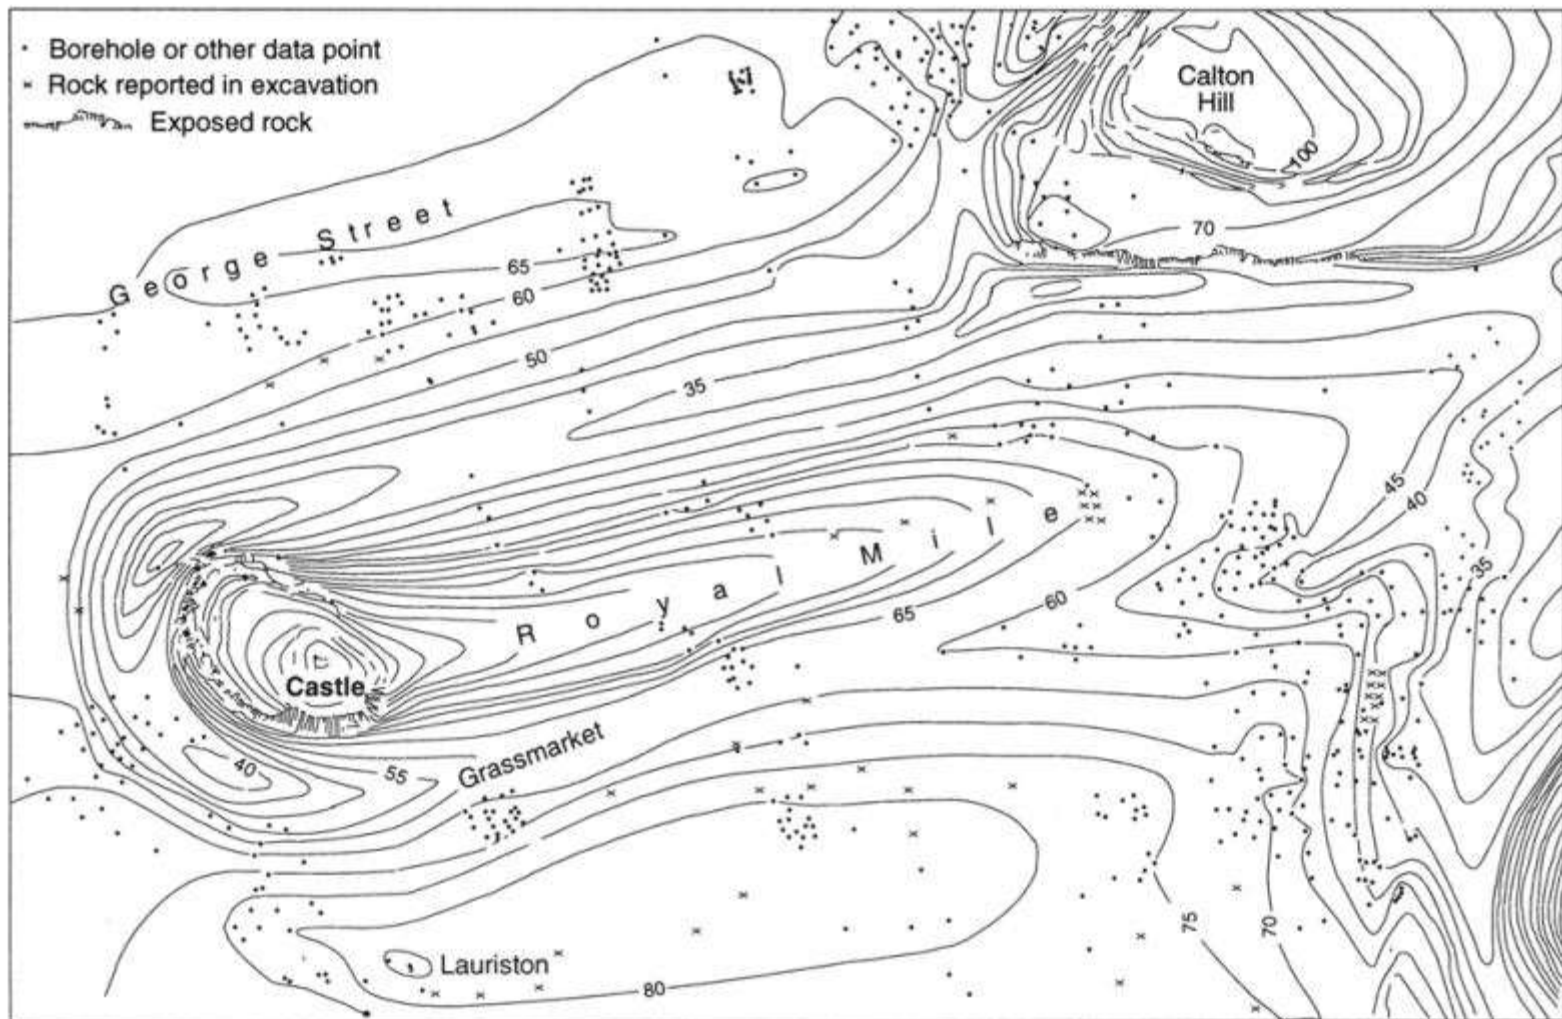 Borehole or other data point
Rock reported in excavation
Exposed rock
Calton
Hill
100
George Street
70
65
60
50
35
Royal Mile
45
40
35
60
65
Castle
40
55
Grassmarket
75
70
Lauriston
80